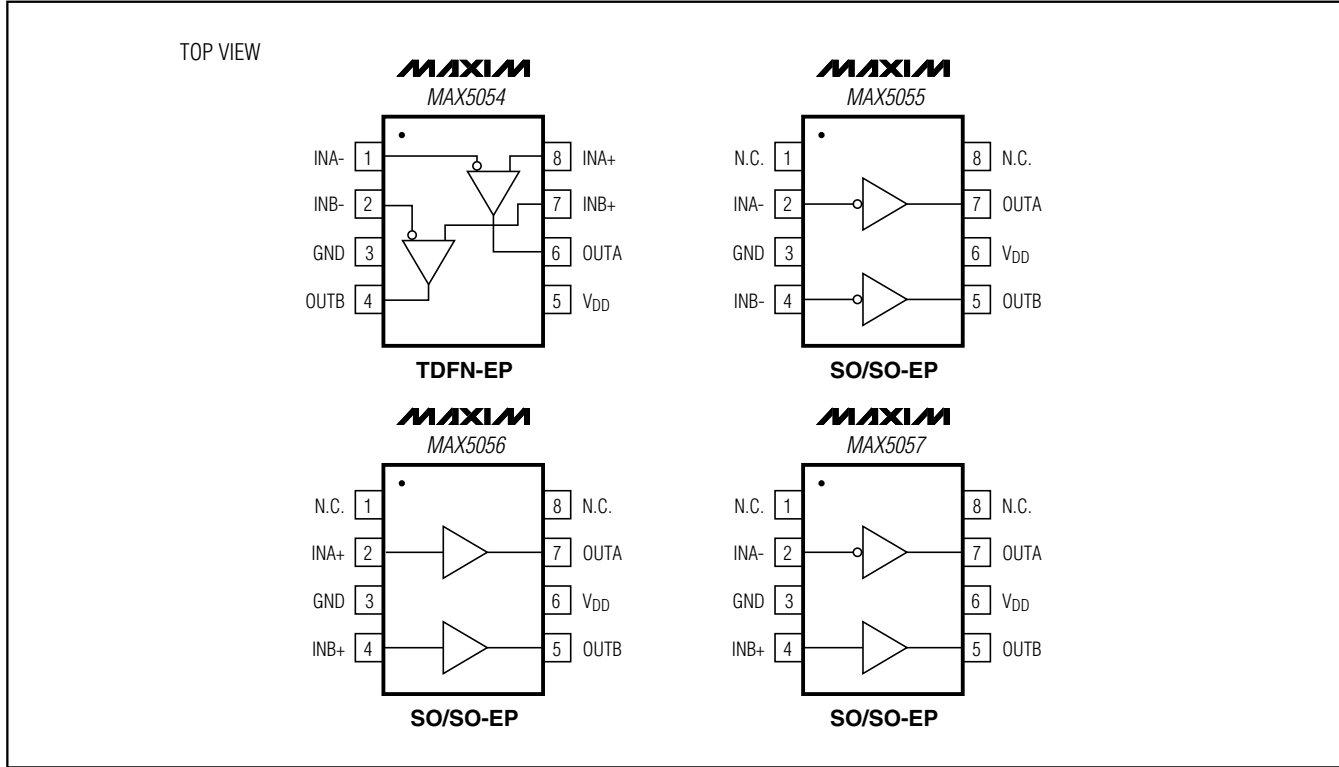 TOP VIEW
MAXIM
MAX5054
INA- 1
8 INA+
INB- 2
7 INB+
GND 3
6 OUTA
OUTB 4
5 VDD
TDFN-EP
MAXIM
MAX5055
N.C. 1
8 N.C.
INA- 2
7 OUTA
GND 3
6 VDD
INB- 4
5 OUTB
SO/SO-EP
MAXIM
MAX5056
N.C. 1
8 N.C.
INA+ 2
7 OUTA
GND 3
6 VDD
INB+ 4
5 OUTB
SO/SO-EP
MAXIM
MAX5057
N.C. 1
8 N.C.
INA- 2
7 OUTA
GND 3
6 VDD
INB+ 4
5 OUTB
SO/SO-EP